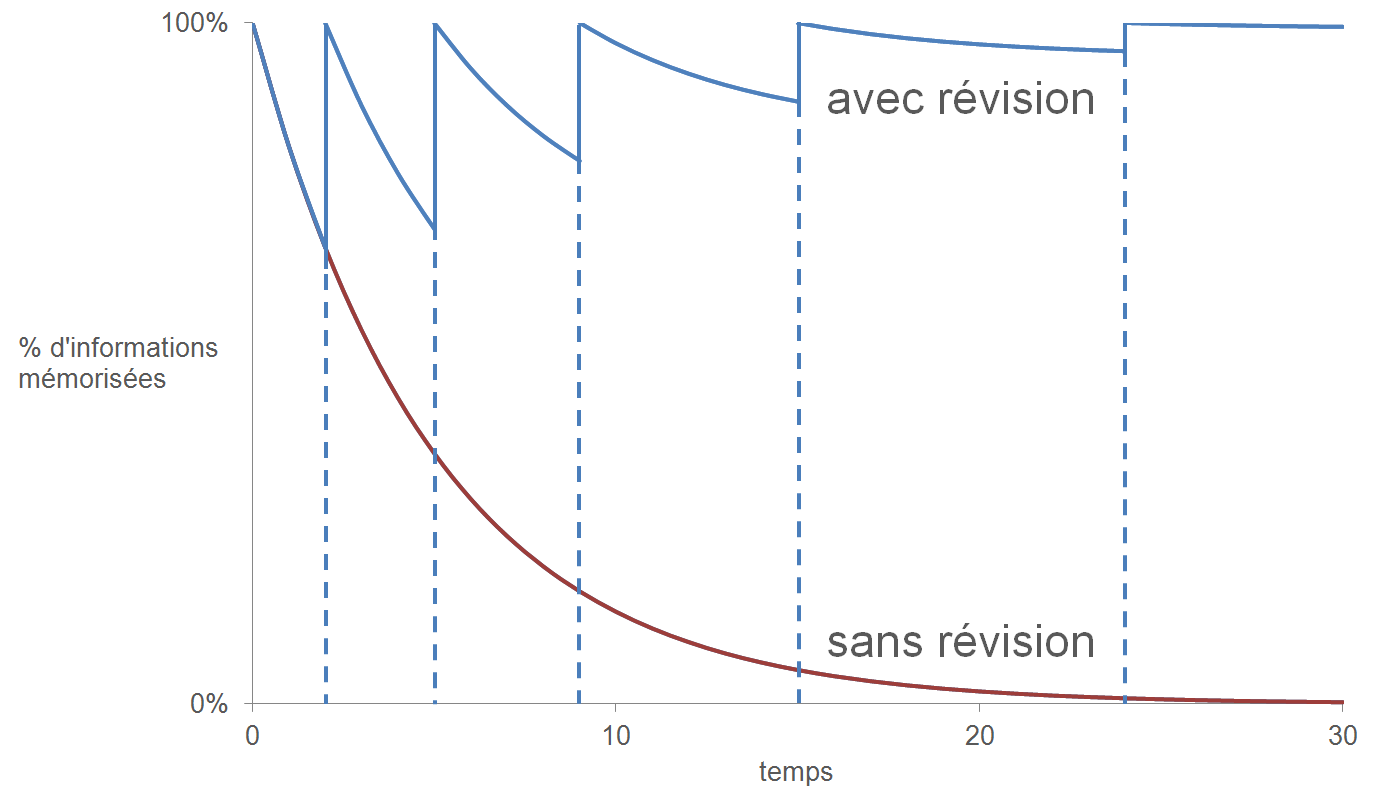 100%
avec révision
% d'informations
mémorisées
sans révision
0%
0
10
20
30
temps